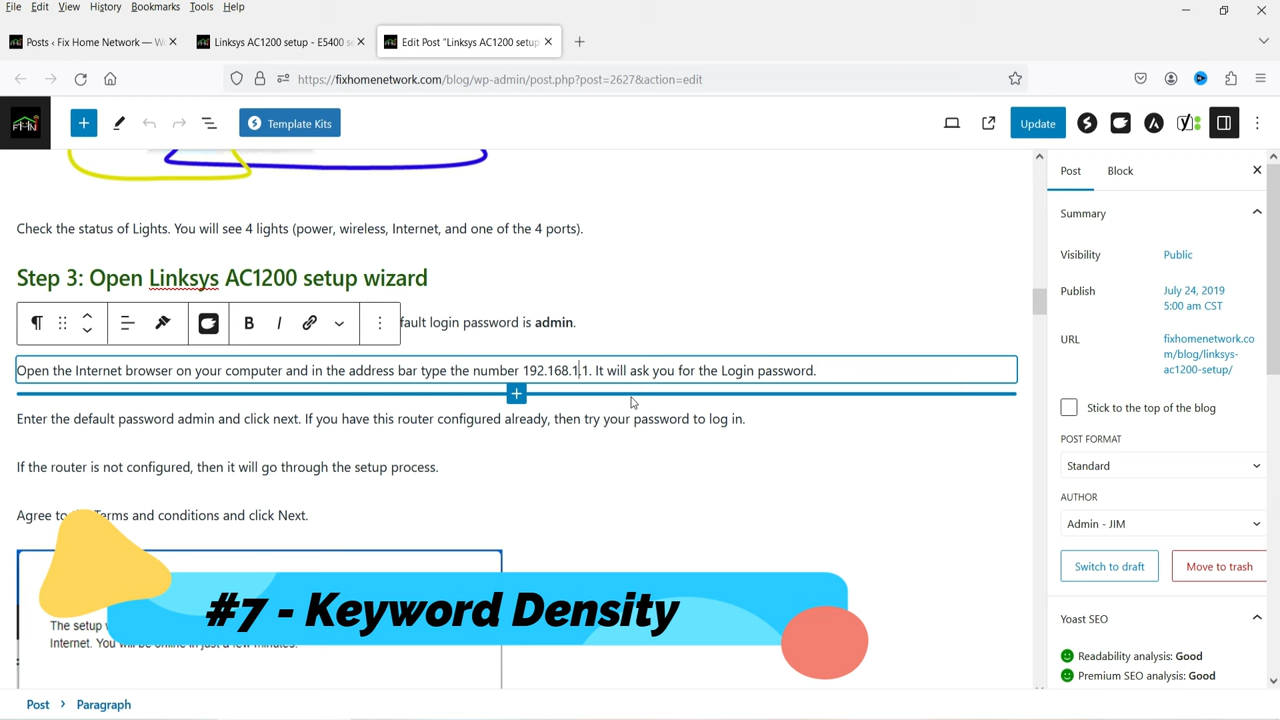 File Edit View History Bookmarks Tools Help
Posts ‹ Fix Home Network — W
Linksys AC1200 setup - E5400 s
Edit Post "Linksys AC1200 setup
https://fixhomenetwork.com/blog/wp-admin/post.php?post=2627&action=edit
FHN
Template Kits
Update
Post Block
Check the status of Lights. You will see 4 lights (power, wireless, Internet, and one of the 4 ports).
Step 3: Open Linksys AC1200 setup wizard
fault login password is admin.
Open the Internet browser on your computer and in the address bar type the number 192.168.1.1. It will ask you for the Login password.
Enter the default password admin and click next. If you have this router configured already, then try your password to log in.
If the router is not configured, then it will go through the setup process.
Agree to Terms and conditions and click Next.
The setup
Internet. You will be online in just a few minutes.
#7 - Keyword Density
Summary
Visibility Public
Publish July 24, 2019
5:00 am CST
URL fixhomenetwork.co
m/blog/linksys-
ac1200-setup/
Stick to the top of the blog
POST FORMAT
Standard
AUTHOR
Admin - JIM
Switch to draft Move to trash
Yoast SEO
Readability analysis: Good
Premium SEO analysis: Good
Post > Paragraph